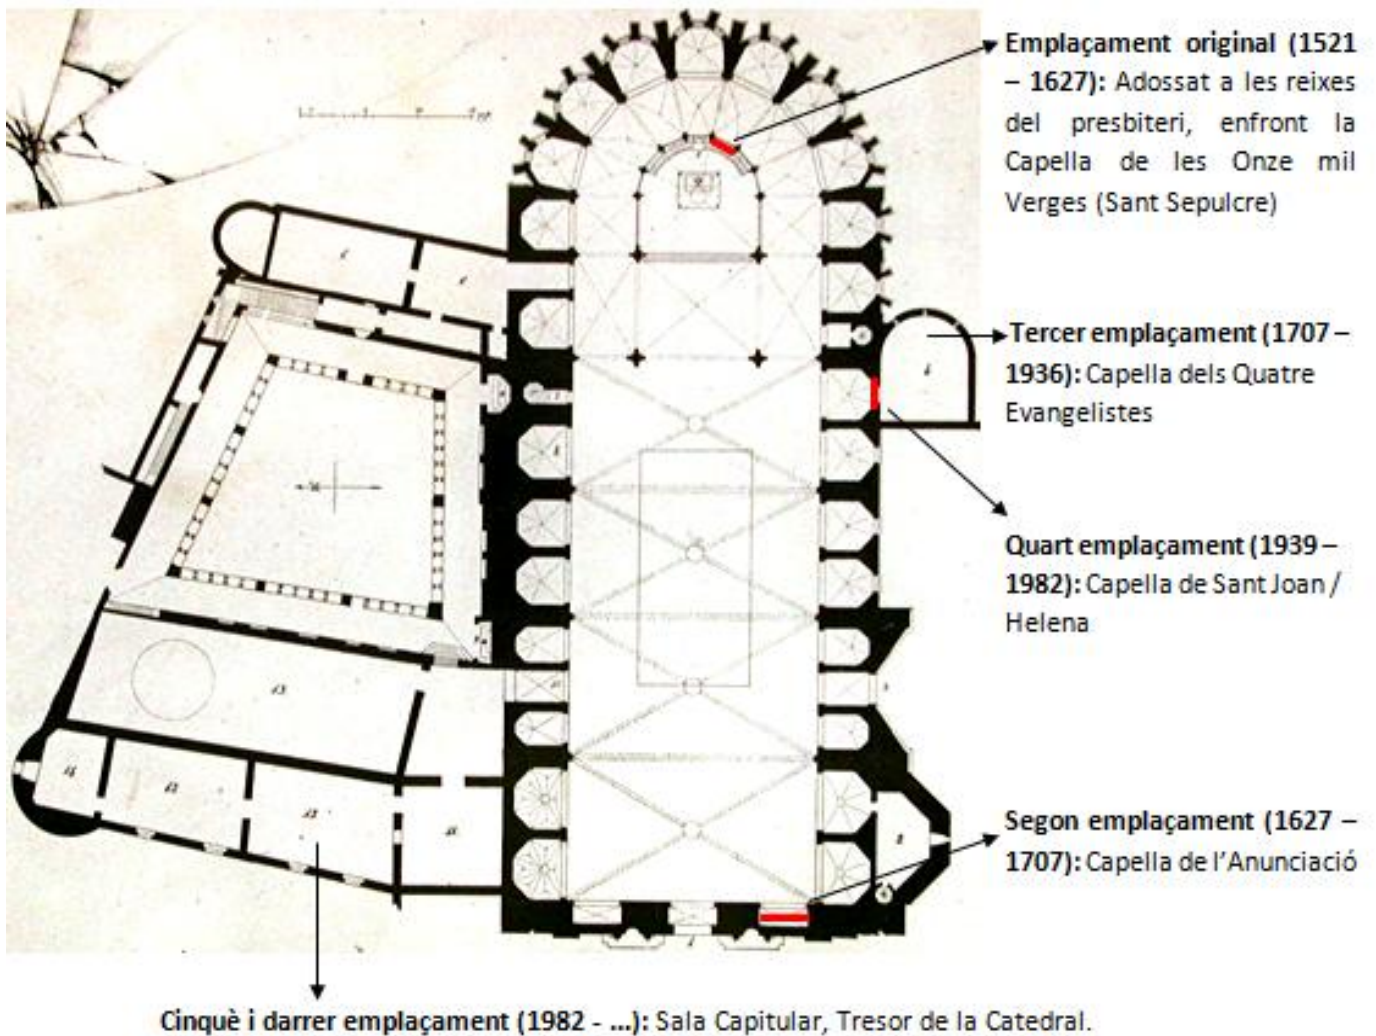 Emplaçament original (1521
– 1627): Adossat a les reixes
del presbiteri, enfront la
Capella de les Onze mil
Verges (Sant Sepulcre)
Tercer emplaçament (1707 –
1936): Capella dels Quatre
Evangelistes
Quart emplaçament (1939 –
1982): Capella de Sant Joan /
Helena
Segon emplaçament (1627 –
1707): Capella de l'Anunciació
Cinquè i darrer emplaçament (1982 - ...): Sala Capitular, Tresor de la Catedral.